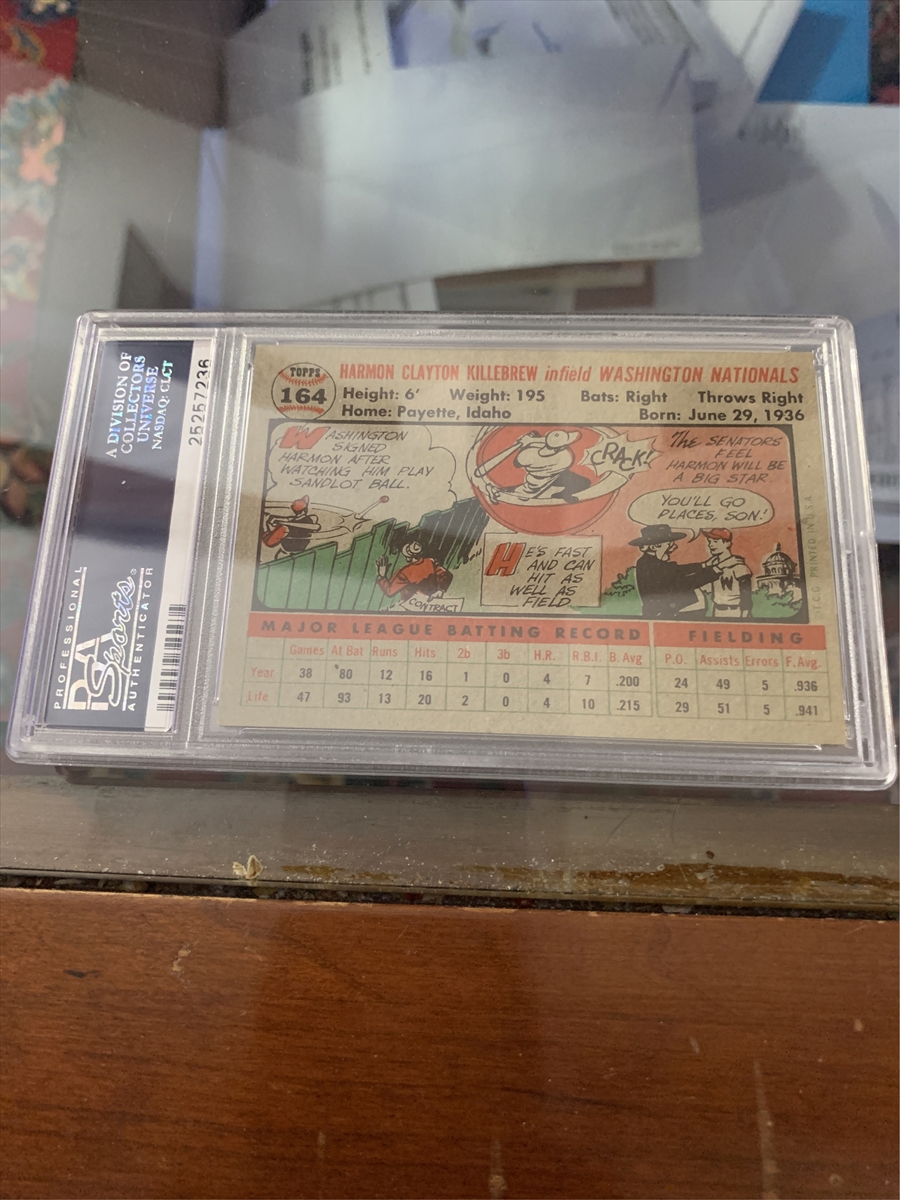 A DIVISION OF
COLLECTORS
UNIVERSE
NASDAQ: CLCT
25257236
PROFESSIONAL
PSA
Sports®
AUTHENTICATOR
TOPPS
164
HARMON CLAYTON KILLEBREW infield WASHINGTON NATIONALS
Height: 6' Weight: 195 Bats: Right Throws Right
Home: Payette, Idaho Born: June 29, 1936
WASHINGTON
SIGNED
HARMON AFTER
WATCHING HIM PLAY
SANDLOT BALL.
CONTRACT
CRACK!
HE'S FAST
AND CAN
HIT AS
WELL AS
FIELD.
THE SENATORS
FEEL
HARMON WILL BE
A BIG STAR.
YOU'LL GO
PLACES, SON!
W
T.C.G. PRINTED IN U.S.A.
MAJOR LEAGUE BATTING RECORD FIELDING
Games At Bat Runs Hits 2b 3b H.R. R.B.I. B. Avg P.O. Assists Errors F. Avg.
Year 38 80 12 16 1 0 4 7 .200 24 49 5 .936
Life 47 93 13 20 2 0 4 10 .215 29 51 5 .941